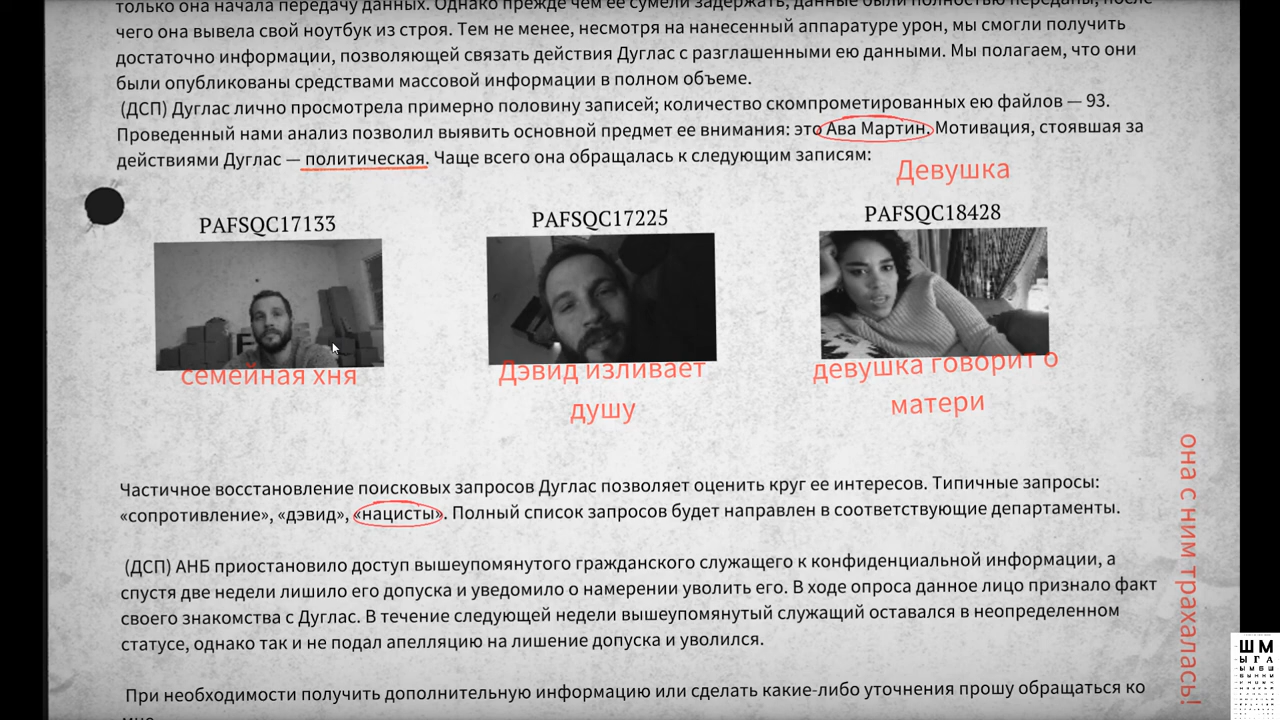 только она начала передачу данных. Однако прежде чем ее сумели задержать, данные были полностью переданы, после
чего она вывела свой ноутбук из строя. Тем не менее, несмотря на нанесенный аппаратуре урон, мы смогли получить
достаточно информации, позволяющей связать действия Дуглас с разглашенными ею данными. Мы полагаем, что они
были опубликованы средствами массовой информации в полном объеме.
(ДСП) Дуглас лично просмотрела примерно половину записей; количество скомпрометированных ею файлов — 93.
Проведенный нами анализ позволил выявить основной предмет ее внимания: это Ава Мартин. Мотивация, стоявшая за
действиями Дуглас — политическая. Чаще всего она обращалась к следующим записям:
Девушка
PAFSQC17133
PAFSQC17225
PAFSQC18428
семейная хня
Дэвид изливает
душу
девушка говорит о
матери
она с ним трахалась!
Частичное восстановление поисковых запросов Дуглас позволяет оценить круг ее интересов. Типичные запросы:
«сопротивление», «дэвид», «нацисты». Полный список запросов будет направлен в соответствующие департаменты.
(ДСП) АНБ приостановило доступ вышеупомянутого гражданского служащего к конфиденциальной информации, а
спустя две недели лишило его допуска и уведомило о намерении уволить его. В ходе опроса данное лицо признало факт
своего знакомства с Дуглас. В течение следующей недели вышеупомянутый служащий оставался в неопределенном
статусе, однако так и не подал апелляцию на лишение допуска и уволился.
При необходимости получить дополнительную информацию или сделать какие-либо уточнения прошу обращаться ко
мне
Ш М
Ы Г А